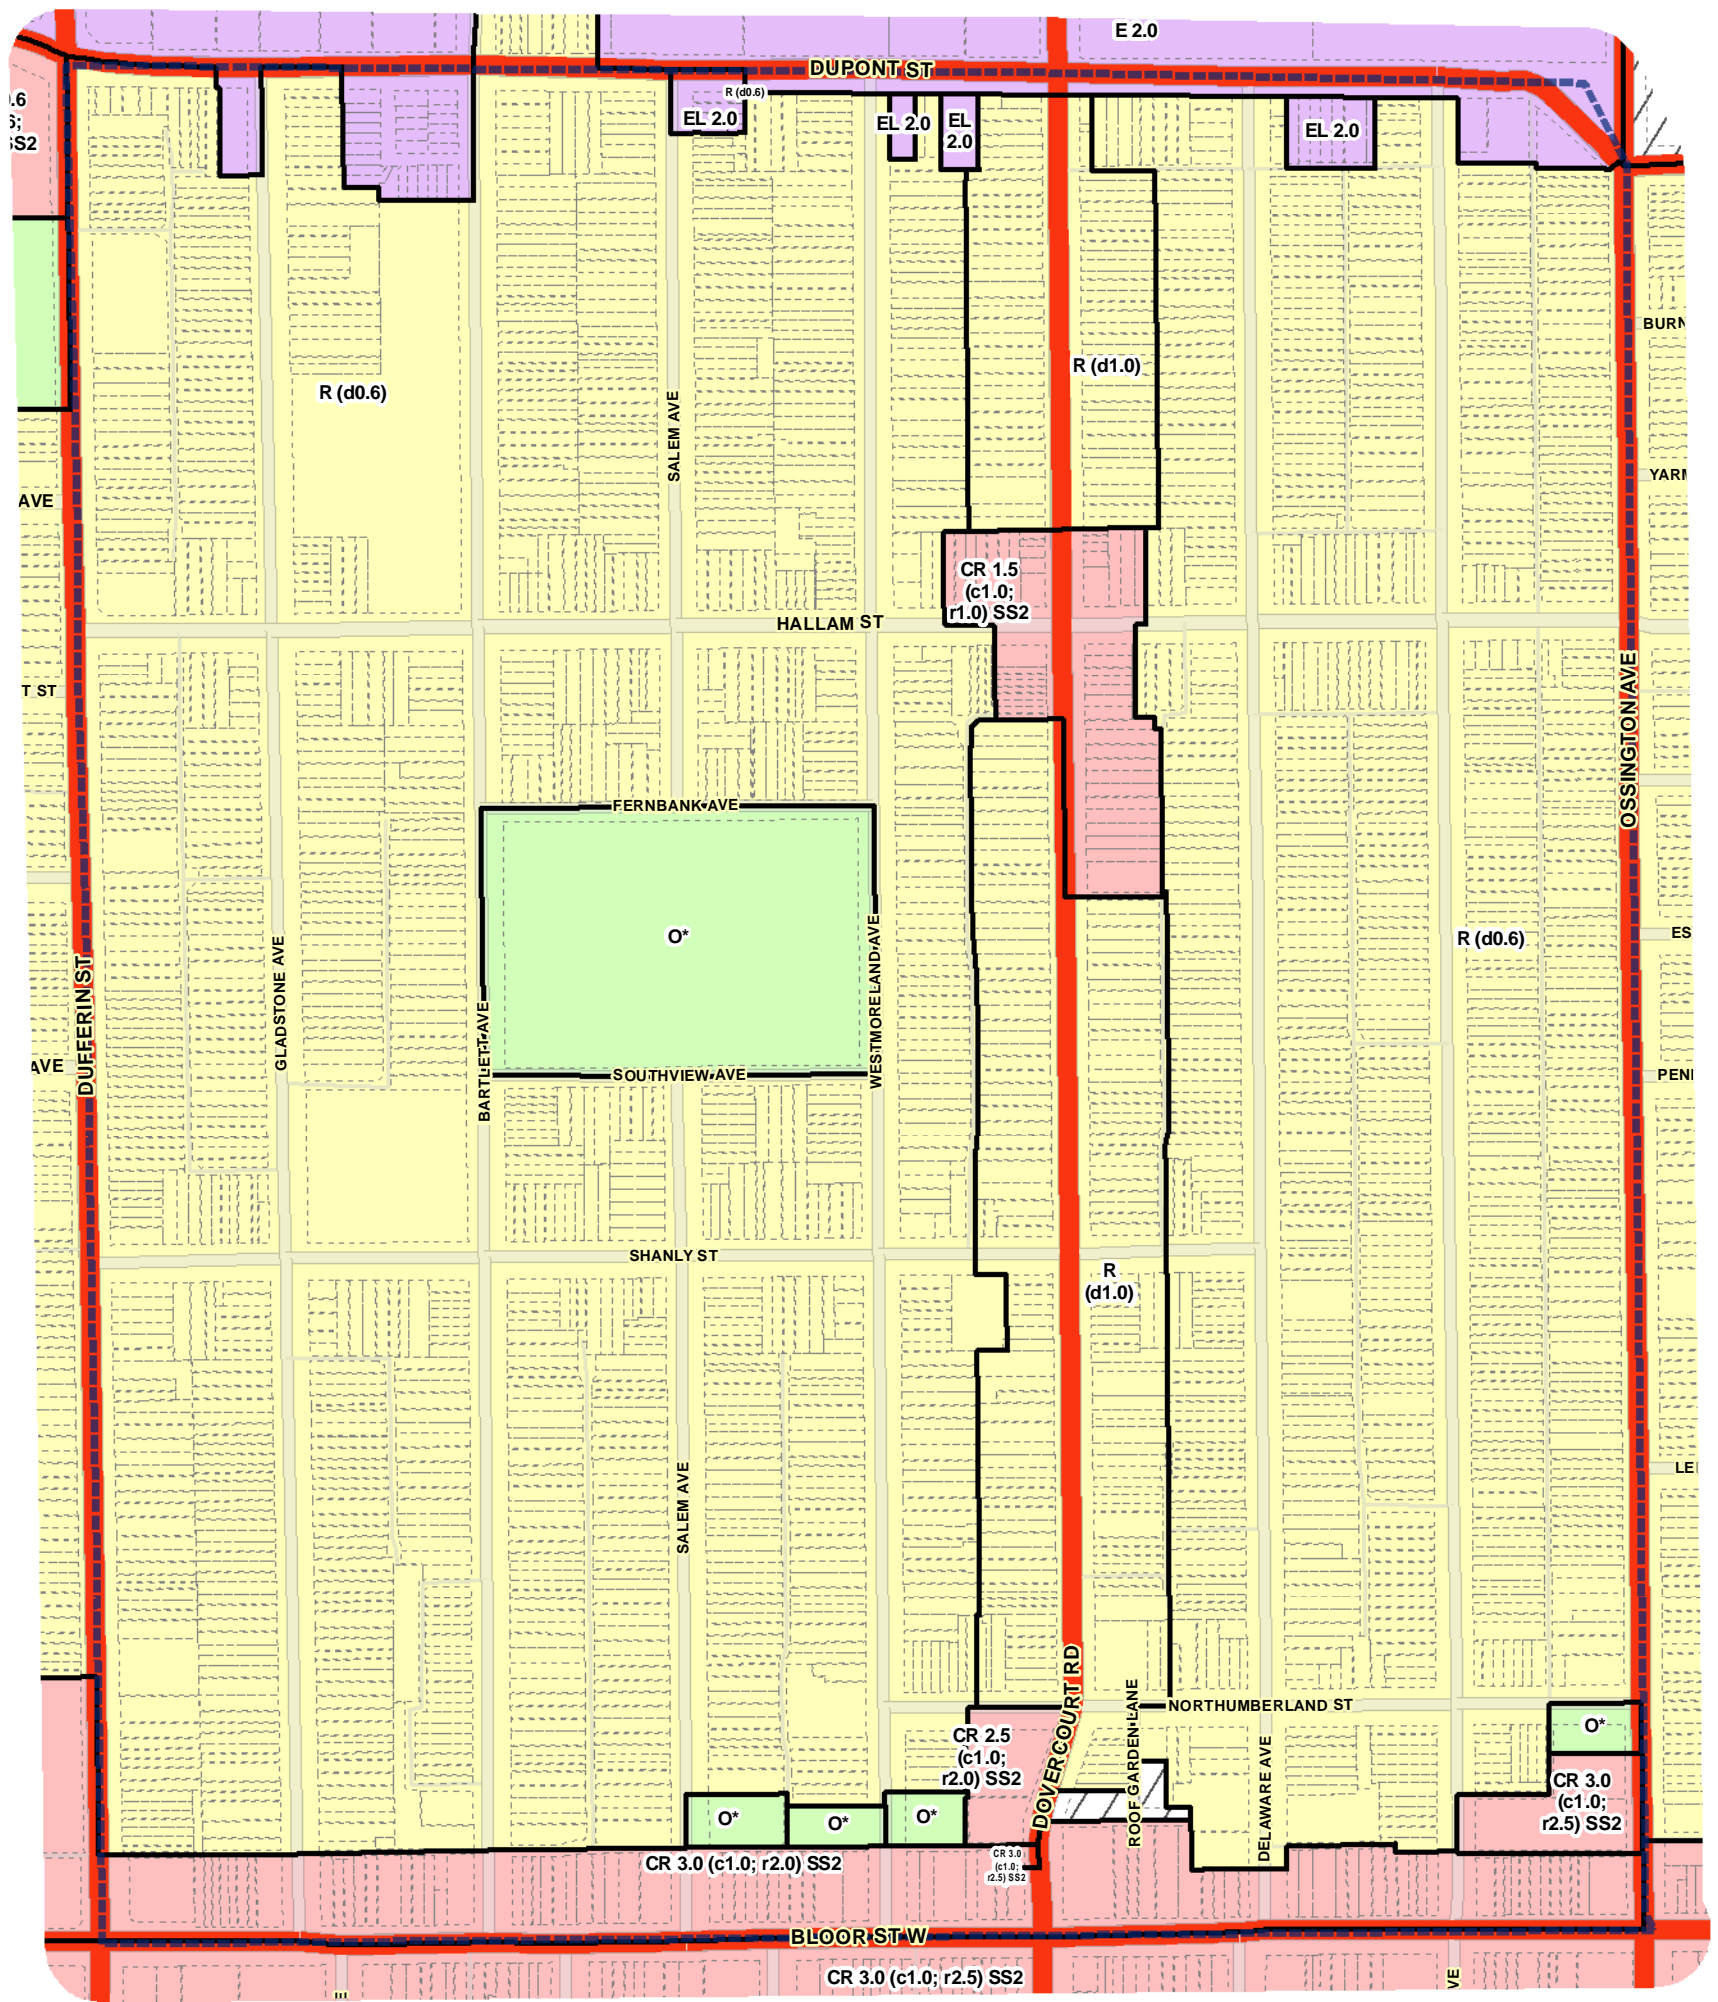 E 2.0
DUPONT ST
R (d0.6)
EL 2.0
EL 2.0
EL
2.0
EL 2.0
SS2
BURN
R (d1.0)
R (d0.6)
SALEM AVE
YARM
AVE
CR 1.5
(c1.0;
r1.0) SS2
HALLAM ST
T ST
OSSINGTON AVE
FERNBANK AVE
O*
R (d0.6)
ES
DUFFERIN ST
GLADSTONE AVE
BARTLETT AVE
WESTMORELAND AVE
AVE
SOUTHVIEW AVE
PENI
SHANLY ST
R
(d1.0)
LE
SALEM AVE
DOVERCOURT RD
ROOF GARDEN LANE
NORTHUMBERLAND ST
DELAWARE AVE
O*
CR 2.5
(c1.0;
r2.0) SS2
CR 3.0
(c1.0;
r2.5) SS2
O*
O*
O*
CR 3.0 (c1.0; r2.0) SS2
CR 3.0
(c1.0;
r2.5) SS2
BLOOR ST W
CR 3.0 (c1.0; r2.5) SS2
VE
E